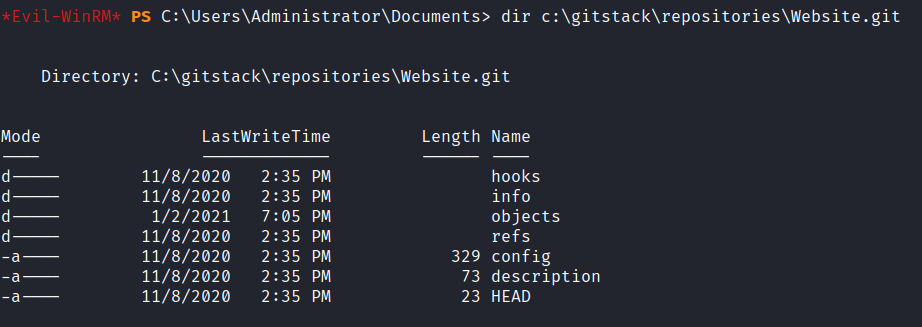 *Evil-WinRM* PS C:\Users\Administrator\Documents> dir c:\gitstack\repositories\Website.git
Directory: C:\gitstack\repositories\Website.git
Mode LastWriteTime Length Name
---- ------------- ------ ----
d----- 11/8/2020 2:35 PM hooks
d----- 11/8/2020 2:35 PM info
d----- 1/2/2021 7:05 PM objects
d----- 11/8/2020 2:35 PM refs
-a---- 11/8/2020 2:35 PM 329 config
-a---- 11/8/2020 2:35 PM 73 description
-a---- 11/8/2020 2:35 PM 23 HEAD